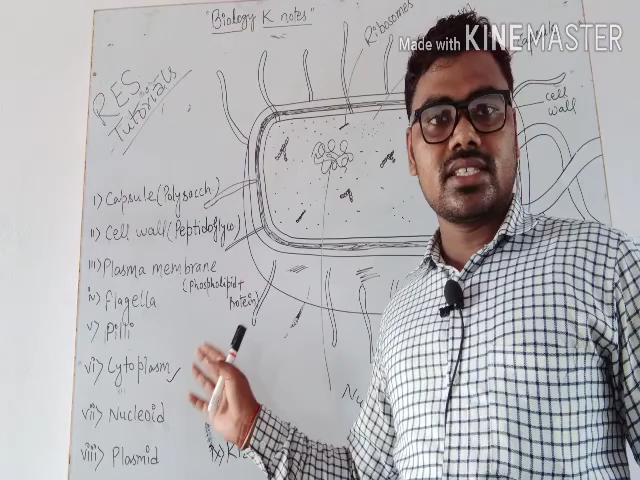 "Biology K notes"
Ribosomes
Made with KINEMASTER
RES
Tutorials
cell
wall
i) Capsule (Polysacch)
ii) Cell wall (Peptidoglyco)
iii) Plasma membrane
(Phospholipid +
Protein)
iv) Flagella
v) Pilli
vi) Cytoplasm
vii) Nucleoid
viii) Plasmid